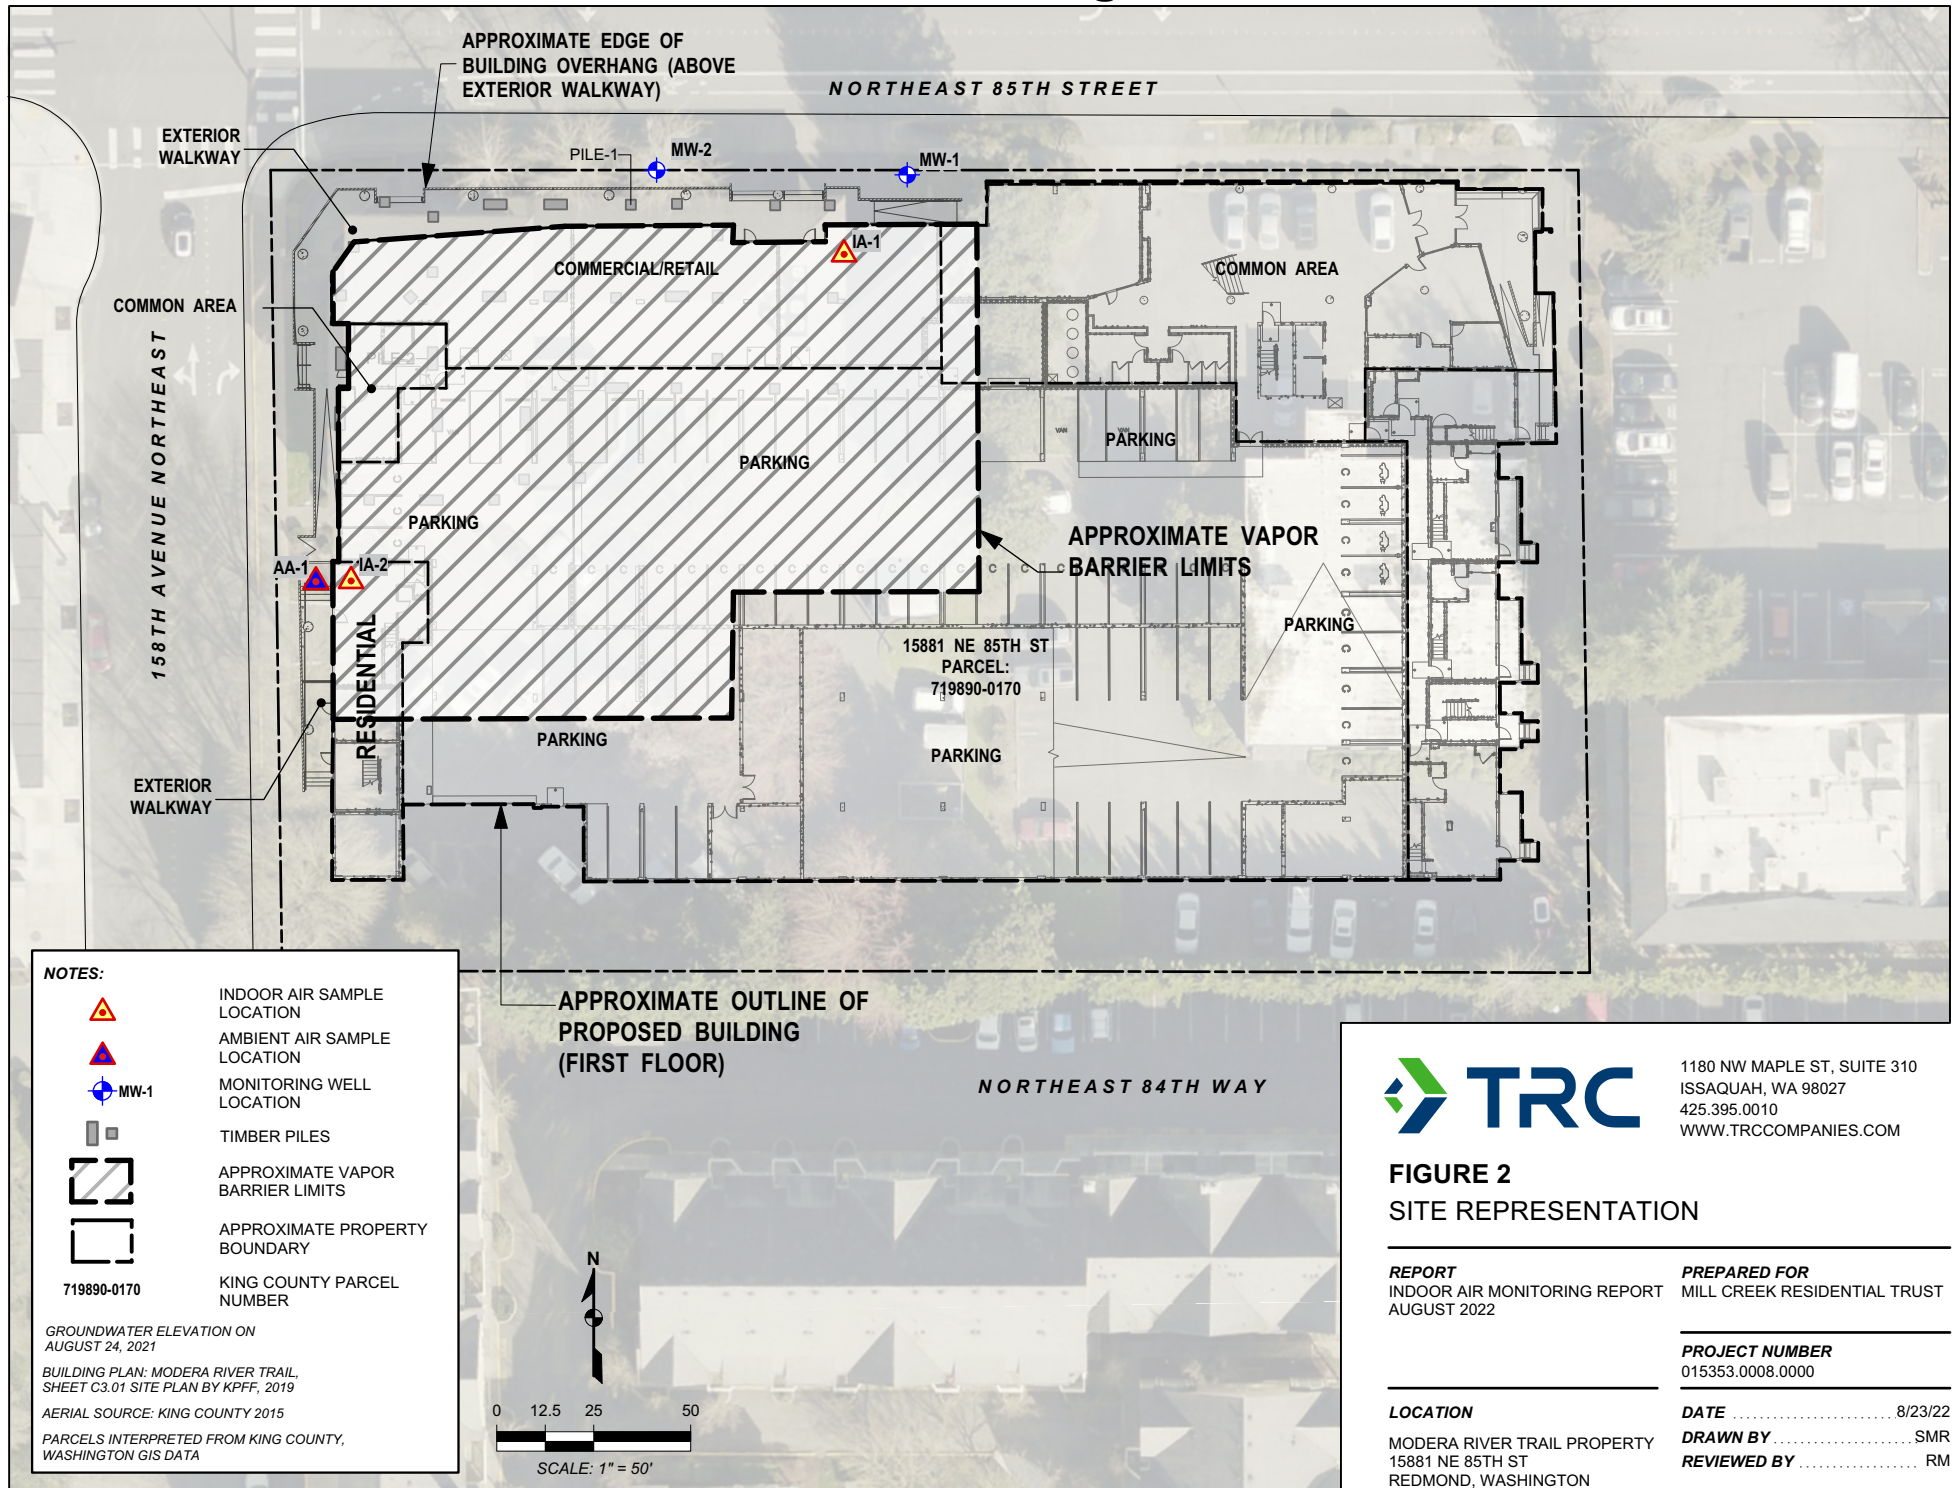 APPROXIMATE EDGE OF
BUILDING OVERHANG (ABOVE
EXTERIOR WALKWAY)
NORTHEAST 85TH STREET
EXTERIOR
WALKWAY
PILE-1
MW-2
MW-1
IA-1
COMMERCIAL/RETAIL
COMMON AREA
COMMON AREA
PILE-2
158TH AVENUE NORTHEAST
VAN
VAN
PARKING
PARKING
PARKING
APPROXIMATE VAPOR
BARRIER LIMITS
AA-1
IA-2
RESIDENTIAL
PARKING
15881 NE 85TH ST
PARCEL:
719890-0170
PARKING
PARKING
EXTERIOR
WALKWAY
APPROXIMATE OUTLINE OF
PROPOSED BUILDING
(FIRST FLOOR)
NORTHEAST 84TH WAY
NOTES:
INDOOR AIR SAMPLE
LOCATION
AMBIENT AIR SAMPLE
LOCATION
MW-1
MONITORING WELL
LOCATION
TIMBER PILES
APPROXIMATE VAPOR
BARRIER LIMITS
APPROXIMATE PROPERTY
BOUNDARY
719890-0170
KING COUNTY PARCEL
NUMBER
GROUNDWATER ELEVATION ON
AUGUST 24, 2021
BUILDING PLAN: MODERA RIVER TRAIL,
SHEET C3.01 SITE PLAN BY KPFF, 2019
AERIAL SOURCE: KING COUNTY 2015
PARCELS INTERPRETED FROM KING COUNTY,
WASHINGTON GIS DATA
N
0 12.5 25 50
SCALE: 1" = 50'
TRC
1180 NW MAPLE ST, SUITE 310
ISSAQUAH, WA 98027
425.395.0010
WWW.TRCCOMPANIES.COM
FIGURE 2
SITE REPRESENTATION
REPORT
INDOOR AIR MONITORING REPORT
AUGUST 2022
PREPARED FOR
MILL CREEK RESIDENTIAL TRUST
PROJECT NUMBER
015353.0008.0000
LOCATION
MODERA RIVER TRAIL PROPERTY
15881 NE 85TH ST
REDMOND, WASHINGTON
DATE ........................ 8/23/22
DRAWN BY ..................... SMR
REVIEWED BY .................. RM